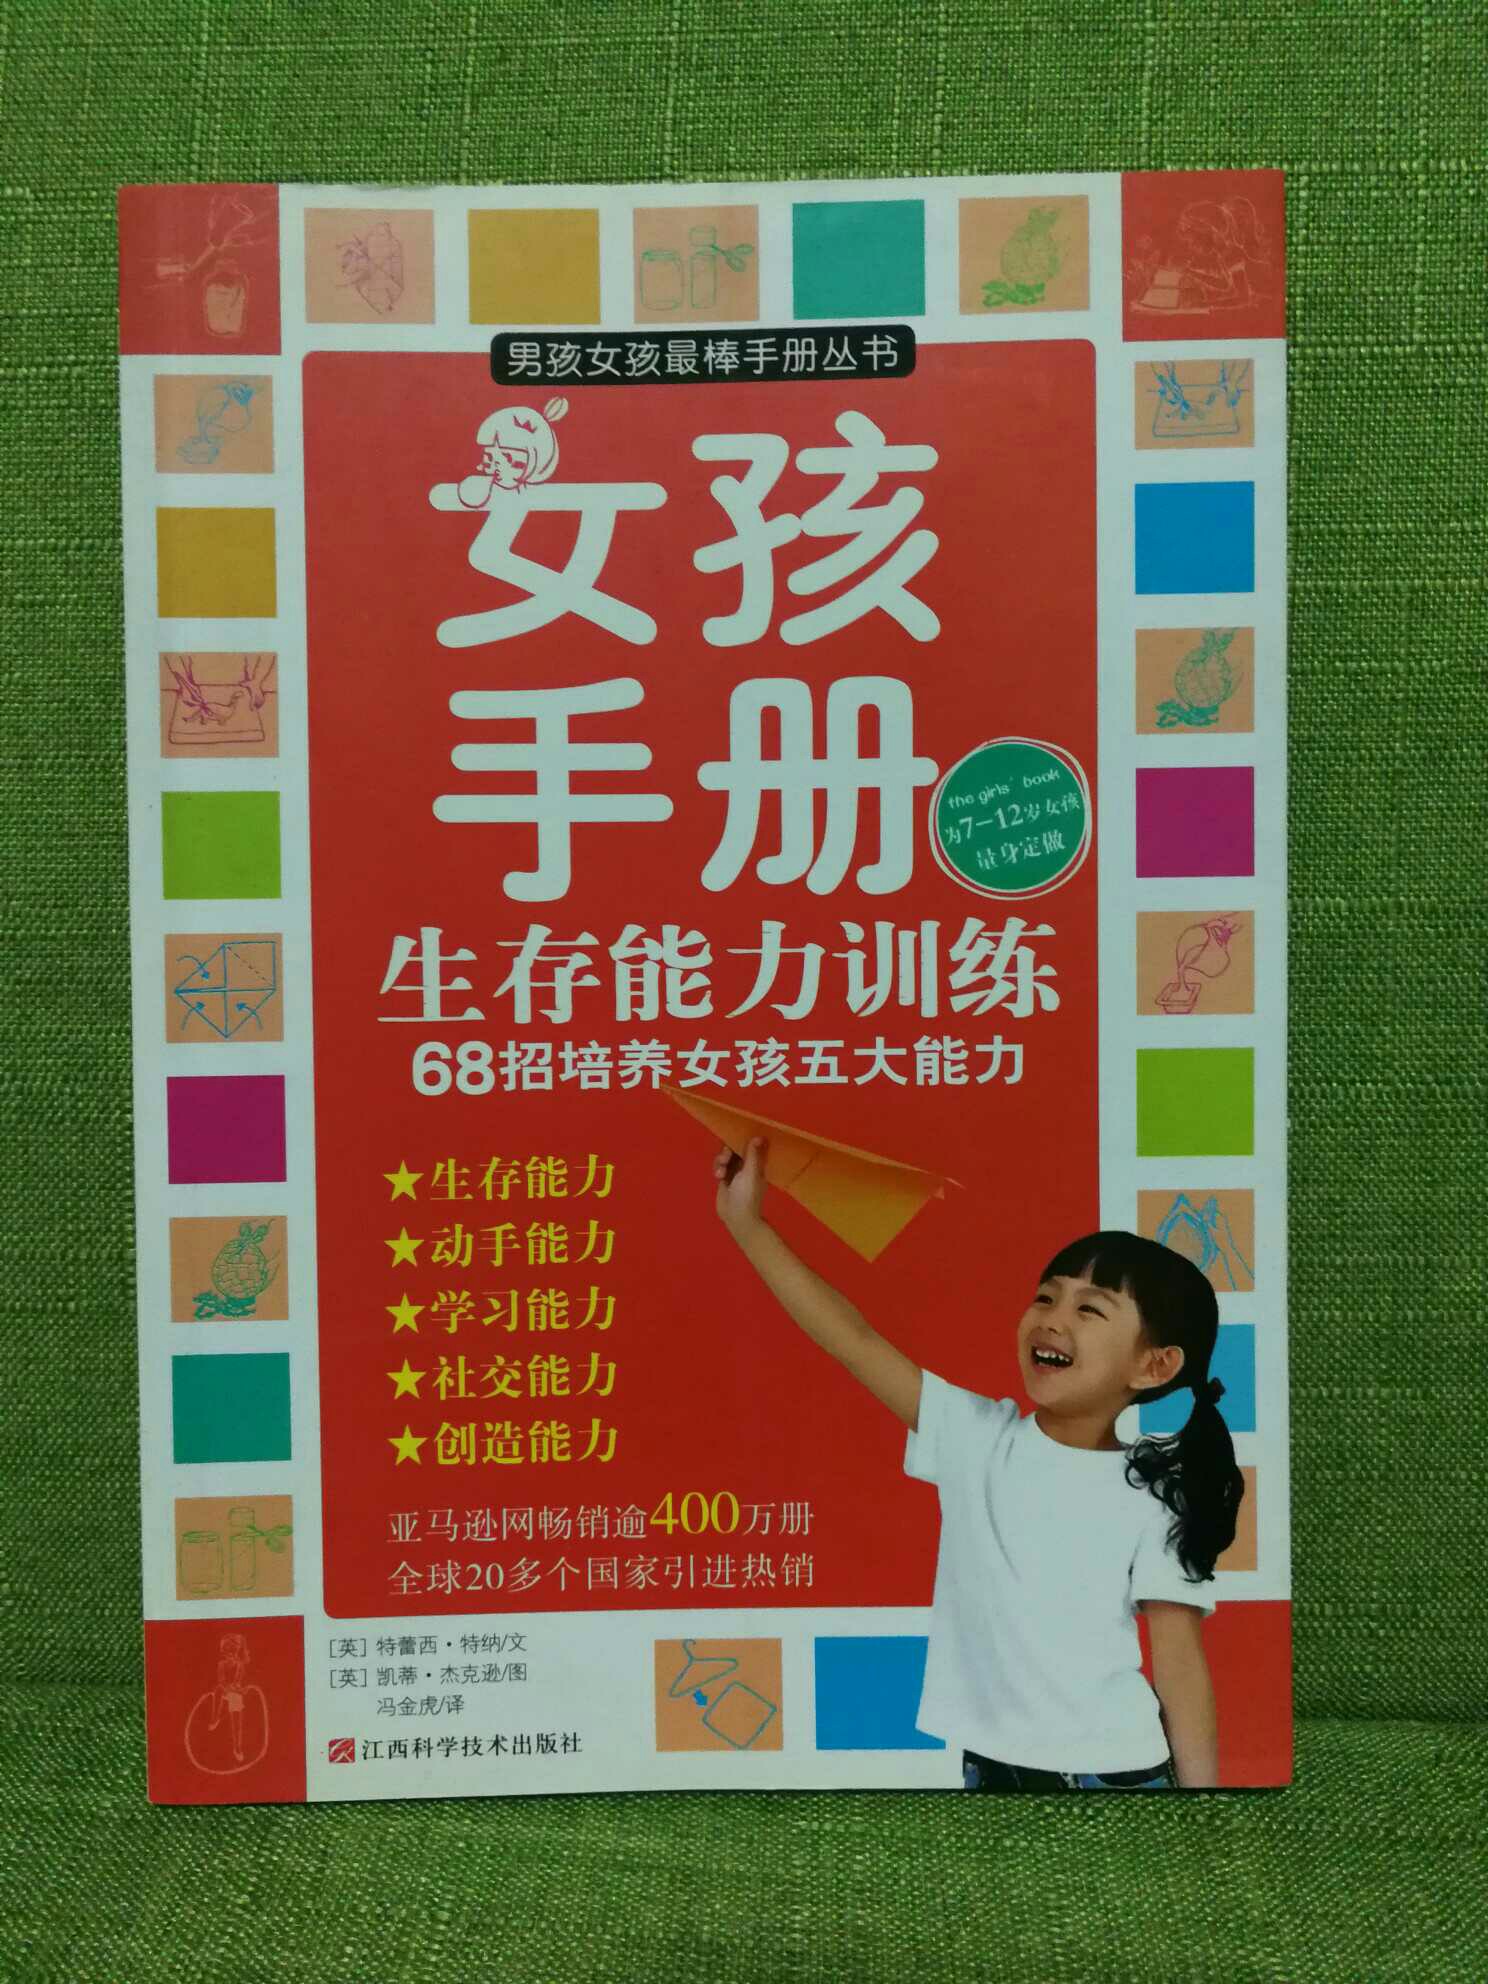 男孩女孩最棒手册丛书
女孩
手册
the girls' book
为7-12岁女孩
量身定做
生存能力训练
68招培养女孩五大能力
★生存能力
★动手能力
★学习能力
★社交能力
★创造能力
亚马逊网畅销逾400万册
全球20多个国家引进热销
[英] 特蕾西·特纳/文
[英] 凯蒂·杰克逊/图
冯金虎/译
江西科学技术出版社